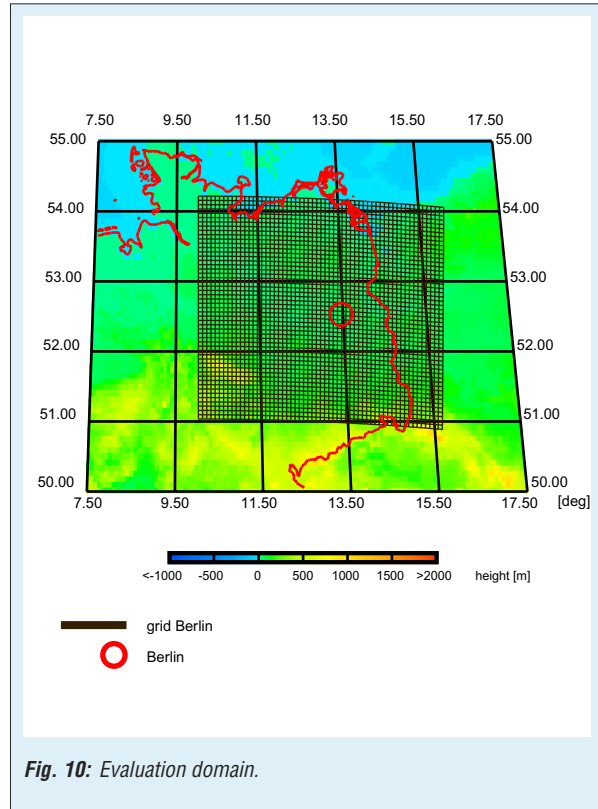 7.50 9.50 11.50 13.50 15.50 17.50
55.00 55.00
54.00 54.00
53.00 53.00
52.00 52.00
51.00 51.00
50.00 50.00
7.50 9.50 11.50 13.50 15.50 17.50 [deg]
<-1000 -500 0 500 1000 1500 >2000 height [m]
grid Berlin
Berlin
Fig. 10: Evaluation domain.